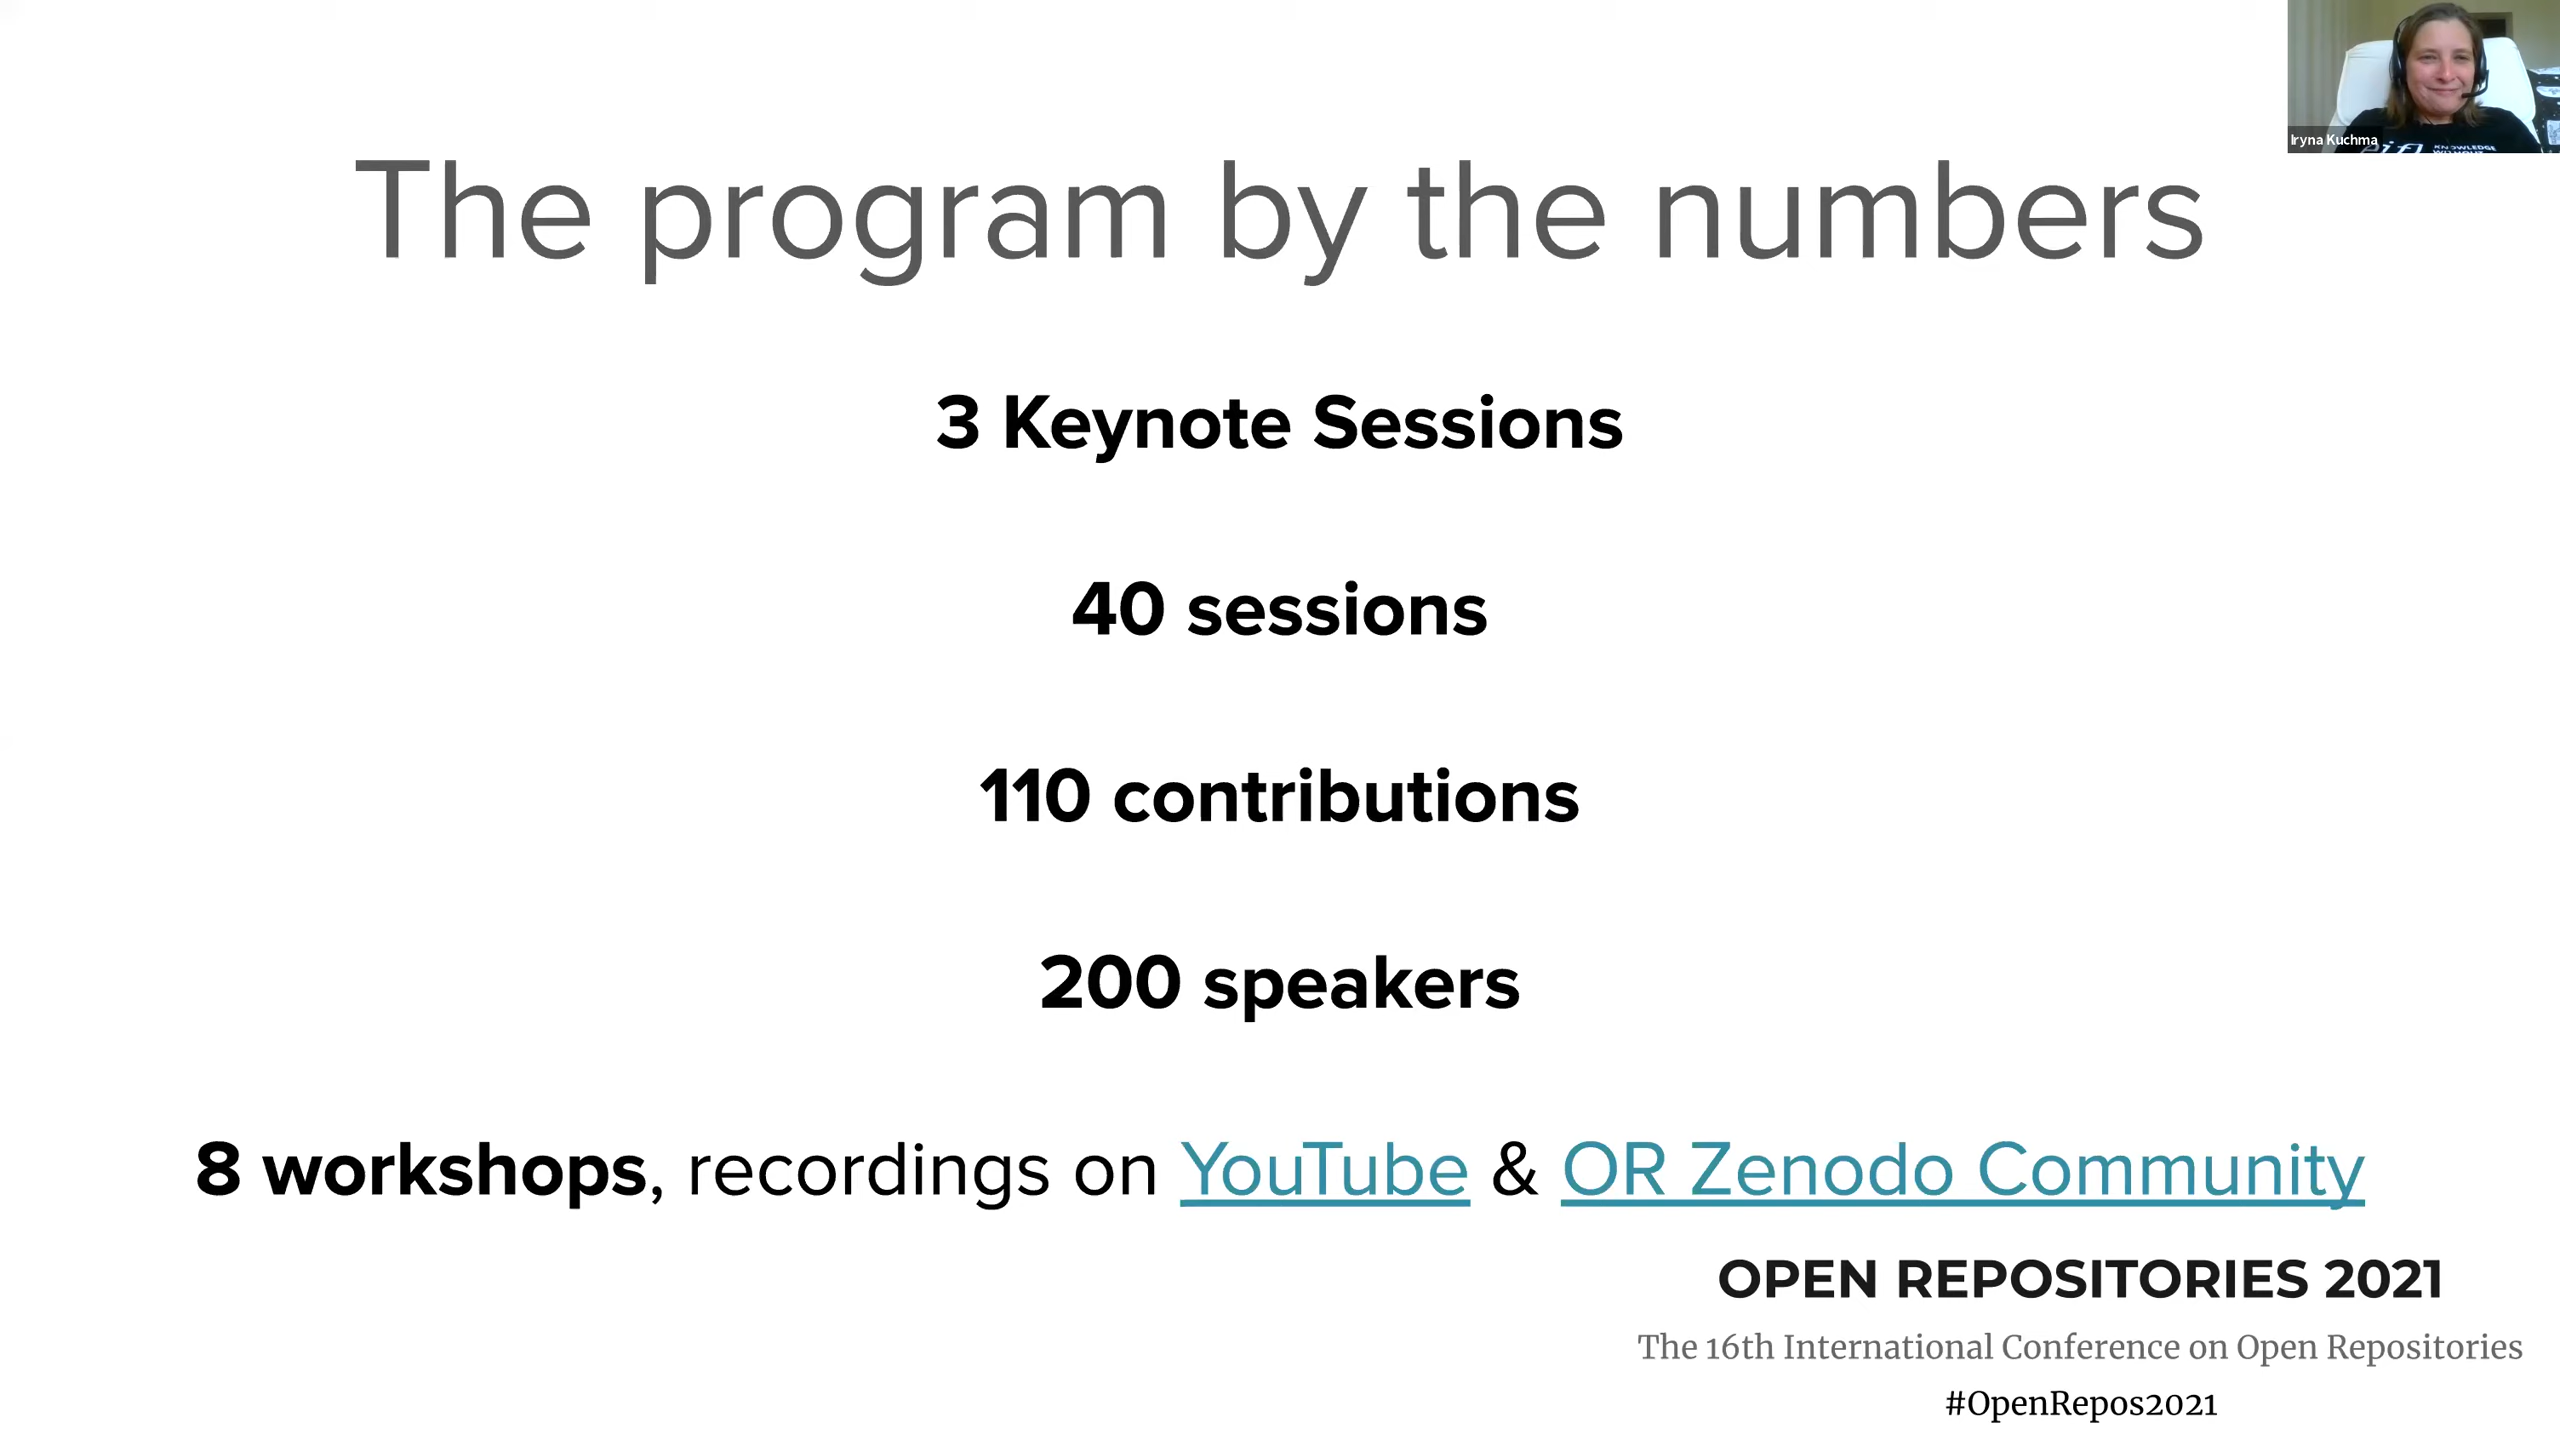 Iryna Kuchma
The program by the numbers
3 Keynote Sessions
40 sessions
110 contributions
200 speakers
8 workshops, recordings on YouTube & OR Zenodo Community
OPEN REPOSITORIES 2021
The 16th International Conference on Open Repositories
#OpenRepos2021